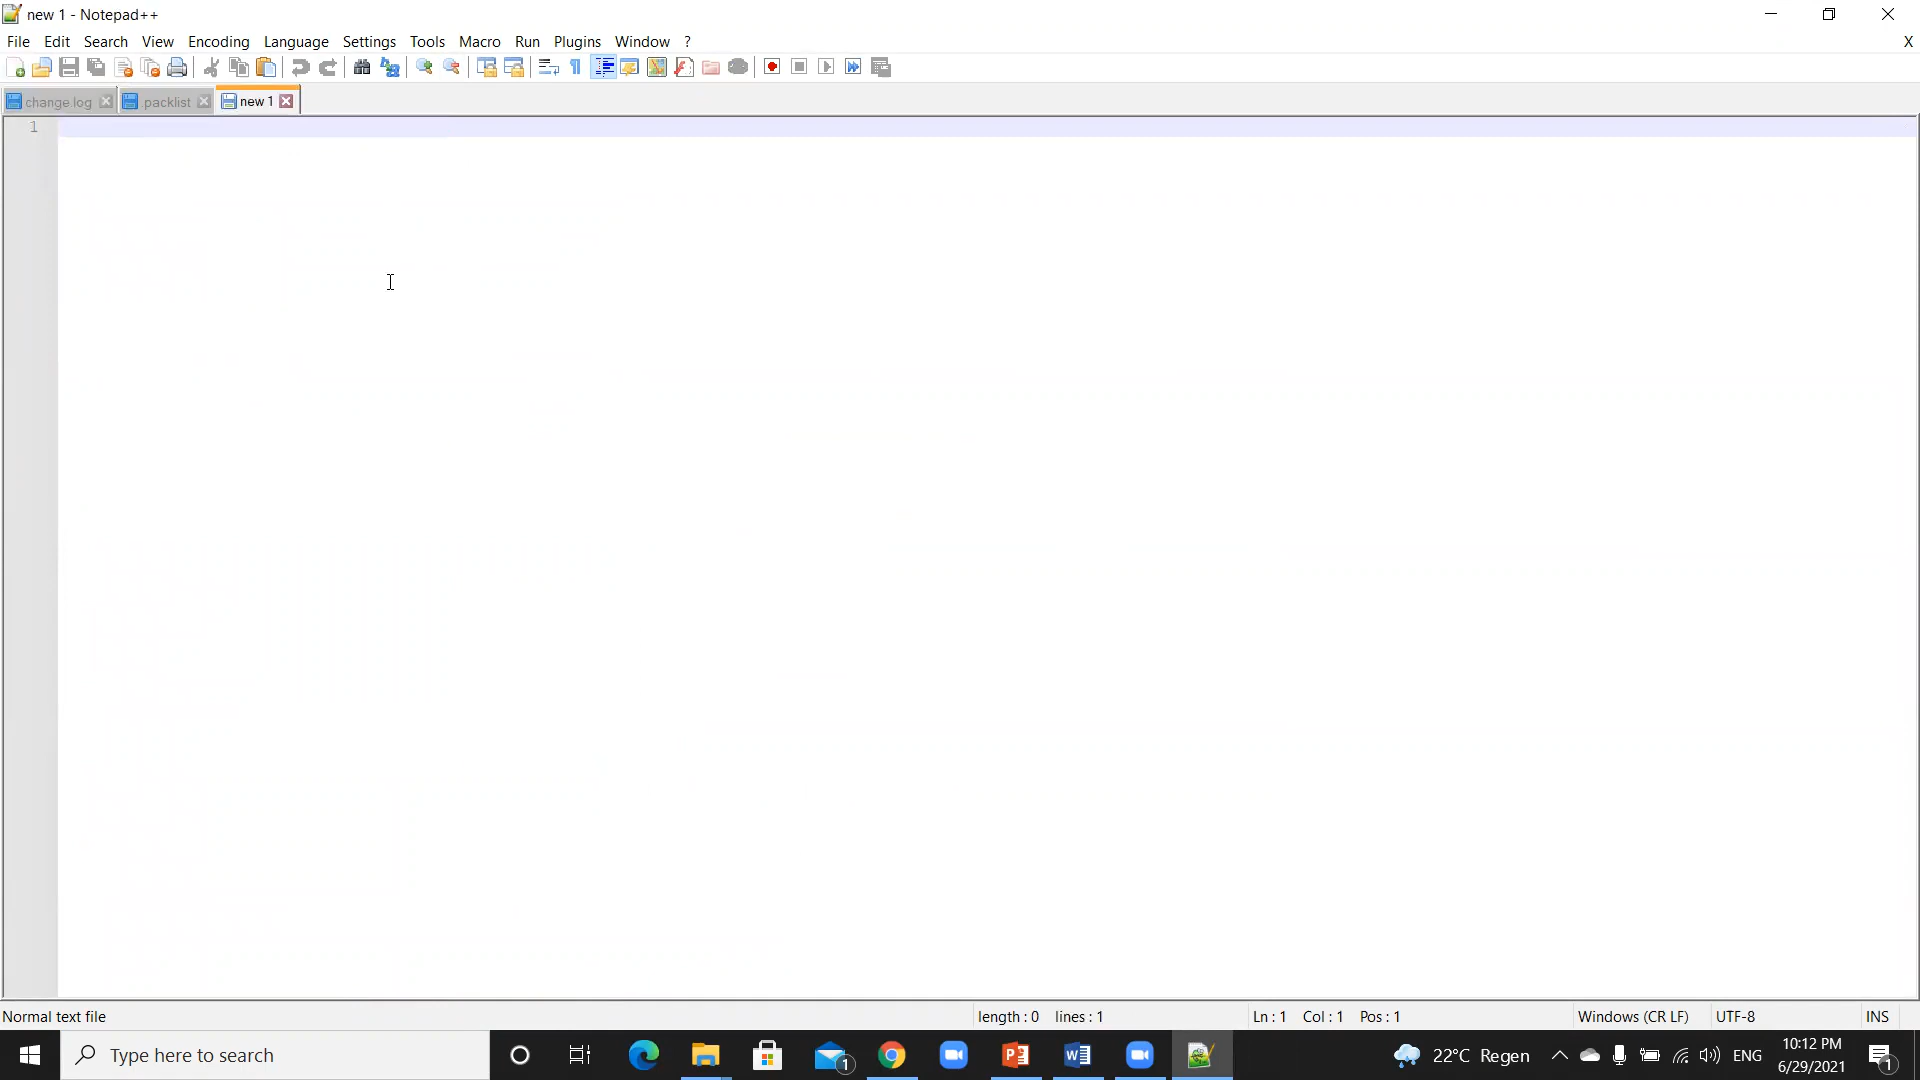 new 1 - Notepad++
File Edit Search View Encoding Language Settings Tools Macro Run Plugins Window ? X
change.log .packlist new 1
1
Normal text file length : 0 lines : 1 Ln : 1 Col : 1 Pos : 1 Windows (CR LF) UTF-8 INS
Type here to search 1 22°C Regen ENG 10:12 PM 1
6/29/2021